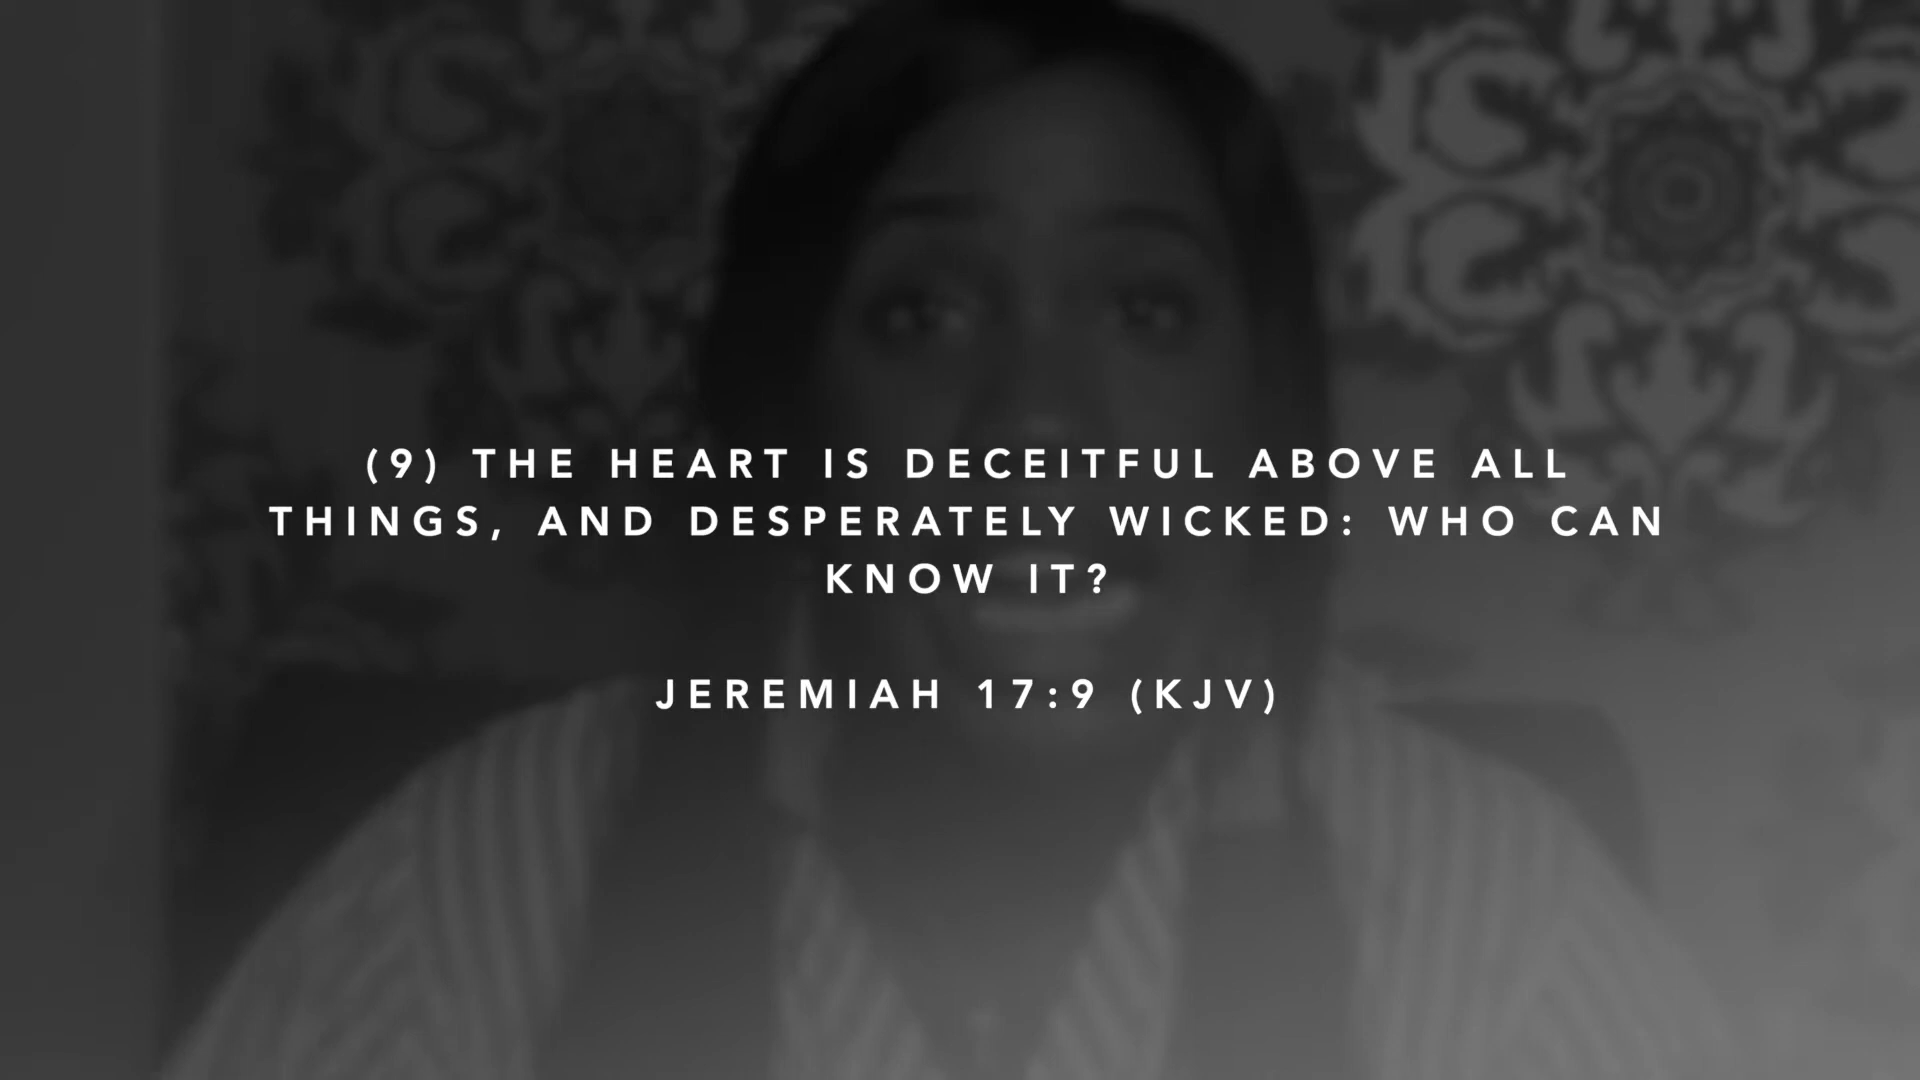 (9) THE HEART IS DECEITFUL ABOVE ALL
THINGS, AND DESPERATELY WICKED: WHO CAN
KNOW IT?
JEREMIAH 17:9 (KJV)